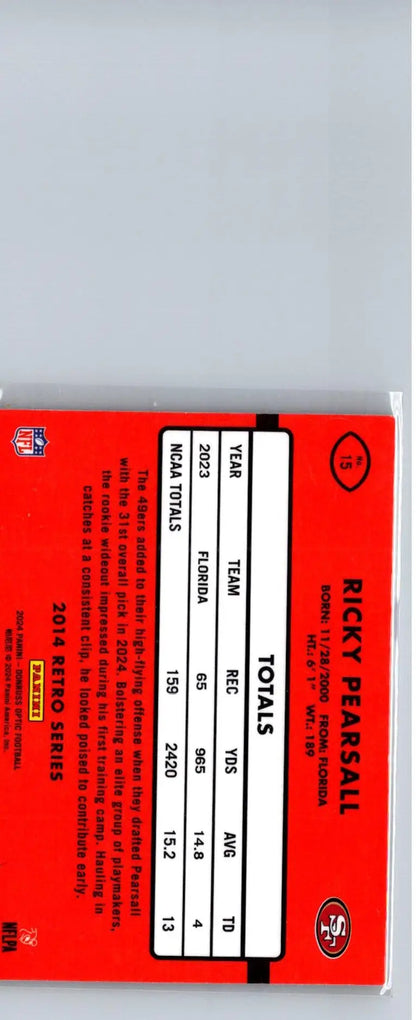 No.
15
RICKY PEARSALL
BORN: 11/28/2000 FROM: FLORIDA
HT.: 6' 1" WT.: 189
SF
TOTALS
YEAR TEAM REC YDS AVG TD
2023 FLORIDA 65 965 14.8 4
NCAA TOTALS 159 2420 15.2 13
The 49ers added to their high-flying offense when they drafted Pearsall
with the 31st overall pick in 2024. Bolstering an elite group of playmakers,
the rookie wideout impressed during his first training camp. Hauling in
catches at a consistent clip, he looked poised to contribute early.
2014 RETRO SERIES
NFL
PANINI
2024 PANINI – DONRUSS OPTIC FOOTBALL
© 2024 Panini America, Inc.
NFLPA